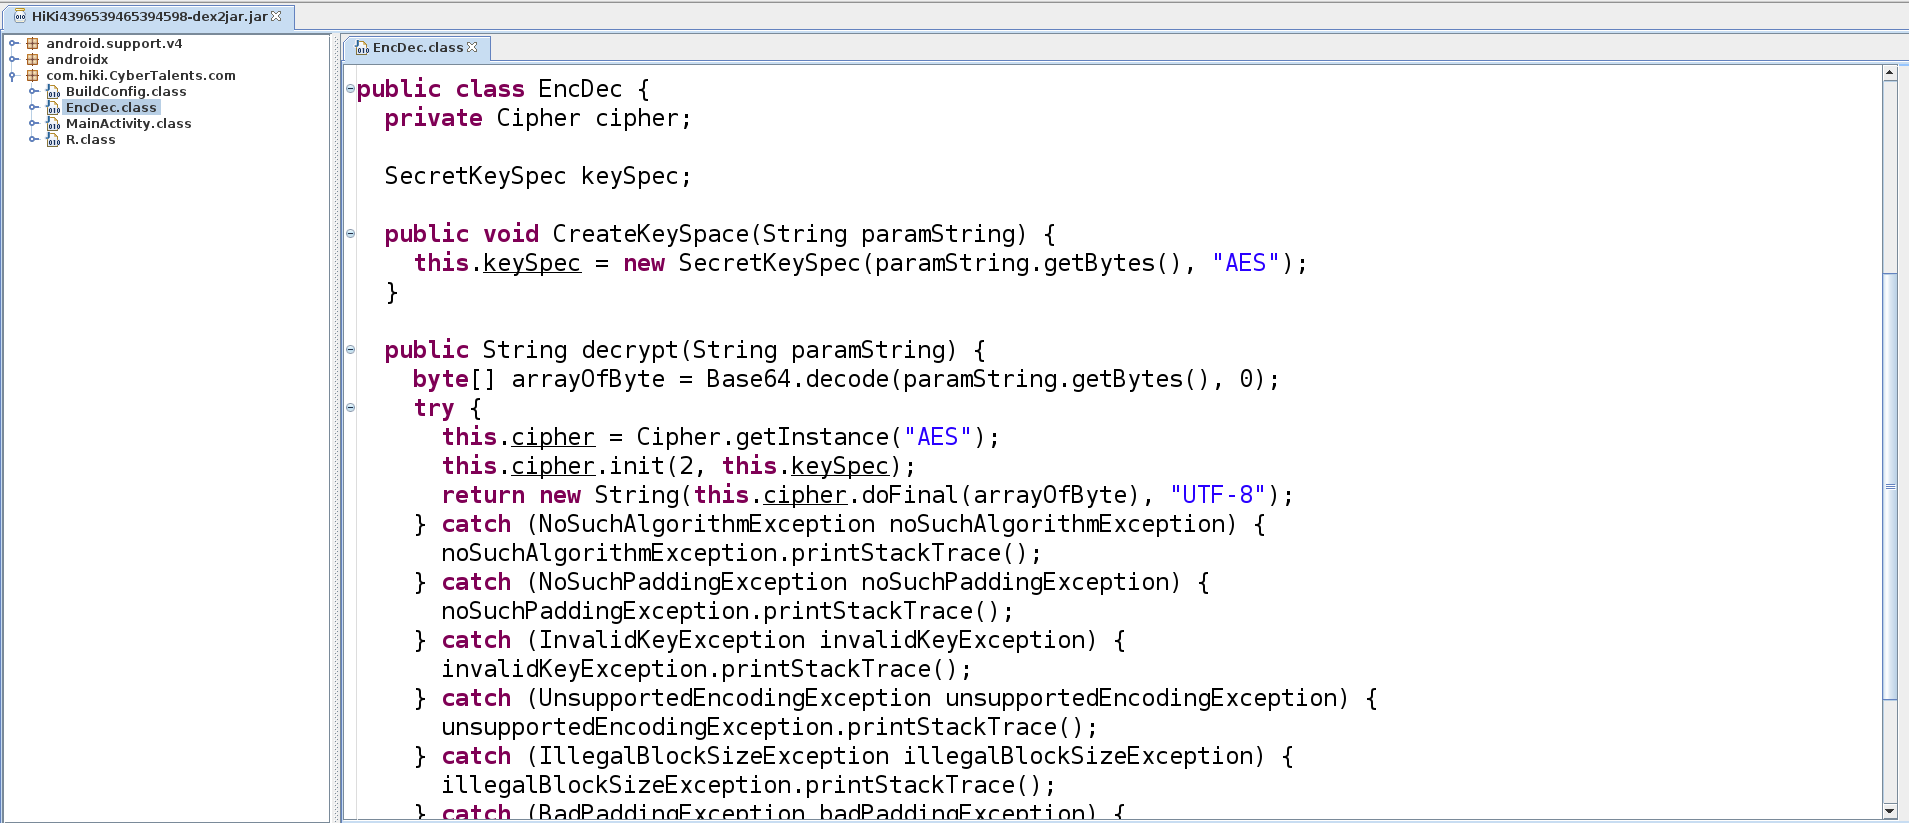 HiKi4396539465394598-dex2jar.jar
android.support.v4
androidx
com.hiki.CyberTalents.com
BuildConfig.class
EncDec.class
MainActivity.class
R.class
EncDec.class
public class EncDec {
private Cipher cipher;
SecretKeySpec keySpec;
public void CreateKeySpace(String paramString) {
this.keySpec = new SecretKeySpec(paramString.getBytes(), "AES");
}
public String decrypt(String paramString) {
byte[] arrayOfByte = Base64.decode(paramString.getBytes(), 0);
try {
this.cipher = Cipher.getInstance("AES");
this.cipher.init(2, this.keySpec);
return new String(this.cipher.doFinal(arrayOfByte), "UTF-8");
} catch (NoSuchAlgorithmException noSuchAlgorithmException) {
noSuchAlgorithmException.printStackTrace();
} catch (NoSuchPaddingException noSuchPaddingException) {
noSuchPaddingException.printStackTrace();
} catch (InvalidKeyException invalidKeyException) {
invalidKeyException.printStackTrace();
} catch (UnsupportedEncodingException unsupportedEncodingException) {
unsupportedEncodingException.printStackTrace();
} catch (IllegalBlockSizeException illegalBlockSizeException) {
illegalBlockSizeException.printStackTrace();
} catch (BadPaddingException badPaddingException) {